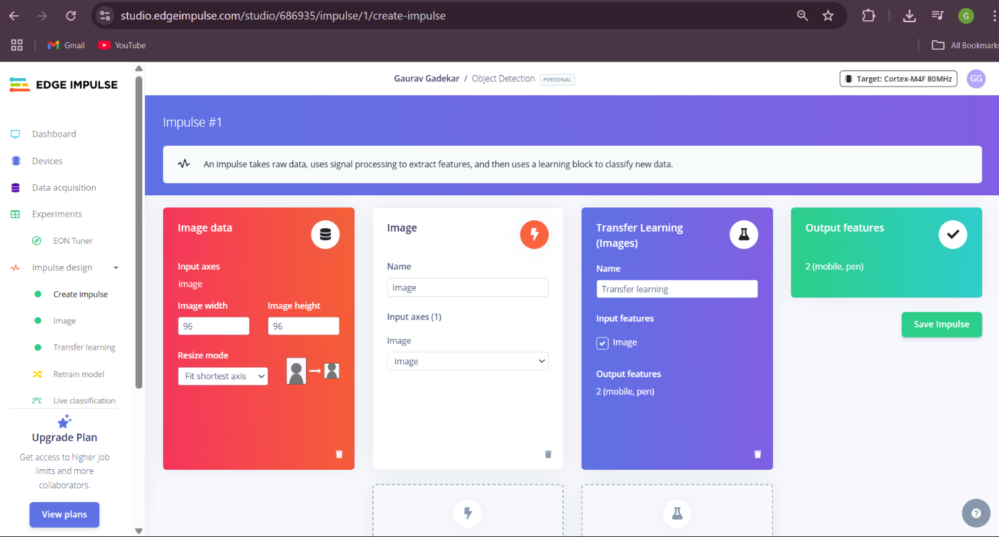 studio.edgeimpulse.com/studio/686935/impulse/1/create-impulse
G
Gmail
YouTube
All Bookmarks
EDGE IMPULSE
Gaurav Gadekar / Object Detection PERSONAL
Target: Cortex-M4F 80MHz
GG
Dashboard
Devices
Data acquisition
Experiments
EON Tuner
Impulse design
Create impulse
Image
Transfer learning
Retrain model
Live classification
Upgrade Plan
Get access to higher job
limits and more
collaborators.
View plans
Impulse #1
An impulse takes raw data, uses signal processing to extract features, and then uses a learning block to classify new data.
Image data
Input axes
image
Image width Image height
96 96
Resize mode
Fit shortest axis
Image
Name
Image
Input axes (1)
Image
image
Transfer Learning
(Images)
Name
Transfer learning
Input features
Image
Output features
2 (mobile, pen)
Output features
2 (mobile, pen)
Save Impulse
?